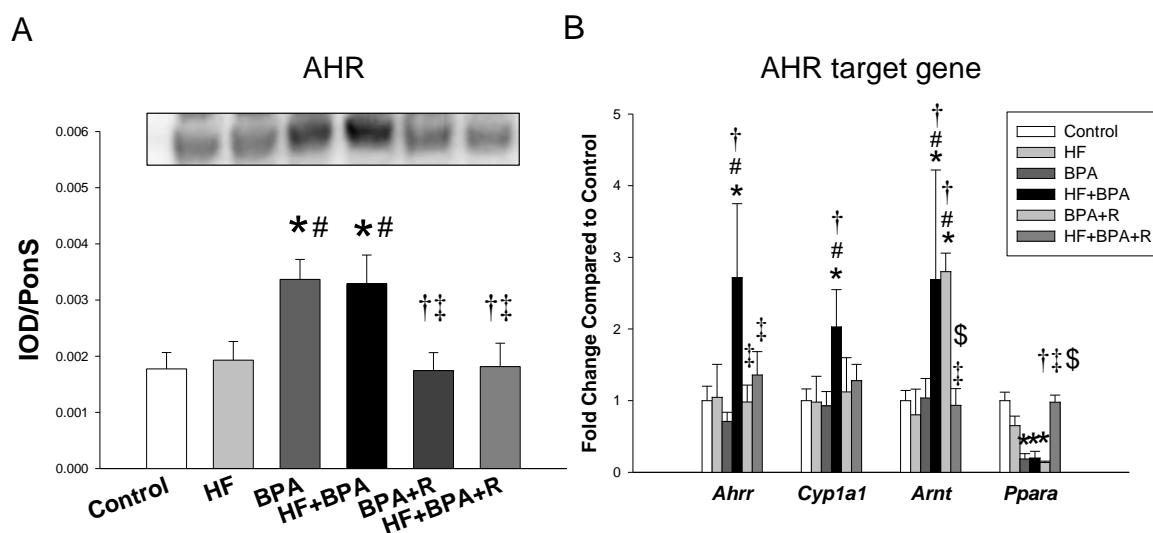 A
AHR
0.006
0.005
0.004
0.003
0.002
0.001
0.000
IOD/PonS
*# *# †‡ †‡
Control HF BPA HF+BPA BPA+R HF+BPA+R
B
AHR target gene
5
4
3
2
1
0
Fold Change Compared to Control
Control
HF
BPA
HF+BPA
BPA+R
HF+BPA+R
†
#
*
‡
‡
†
#
*
†
#
*
†
#
*
$
‡
***
†‡$
Ahrr Cyp1a1 Arnt Ppara